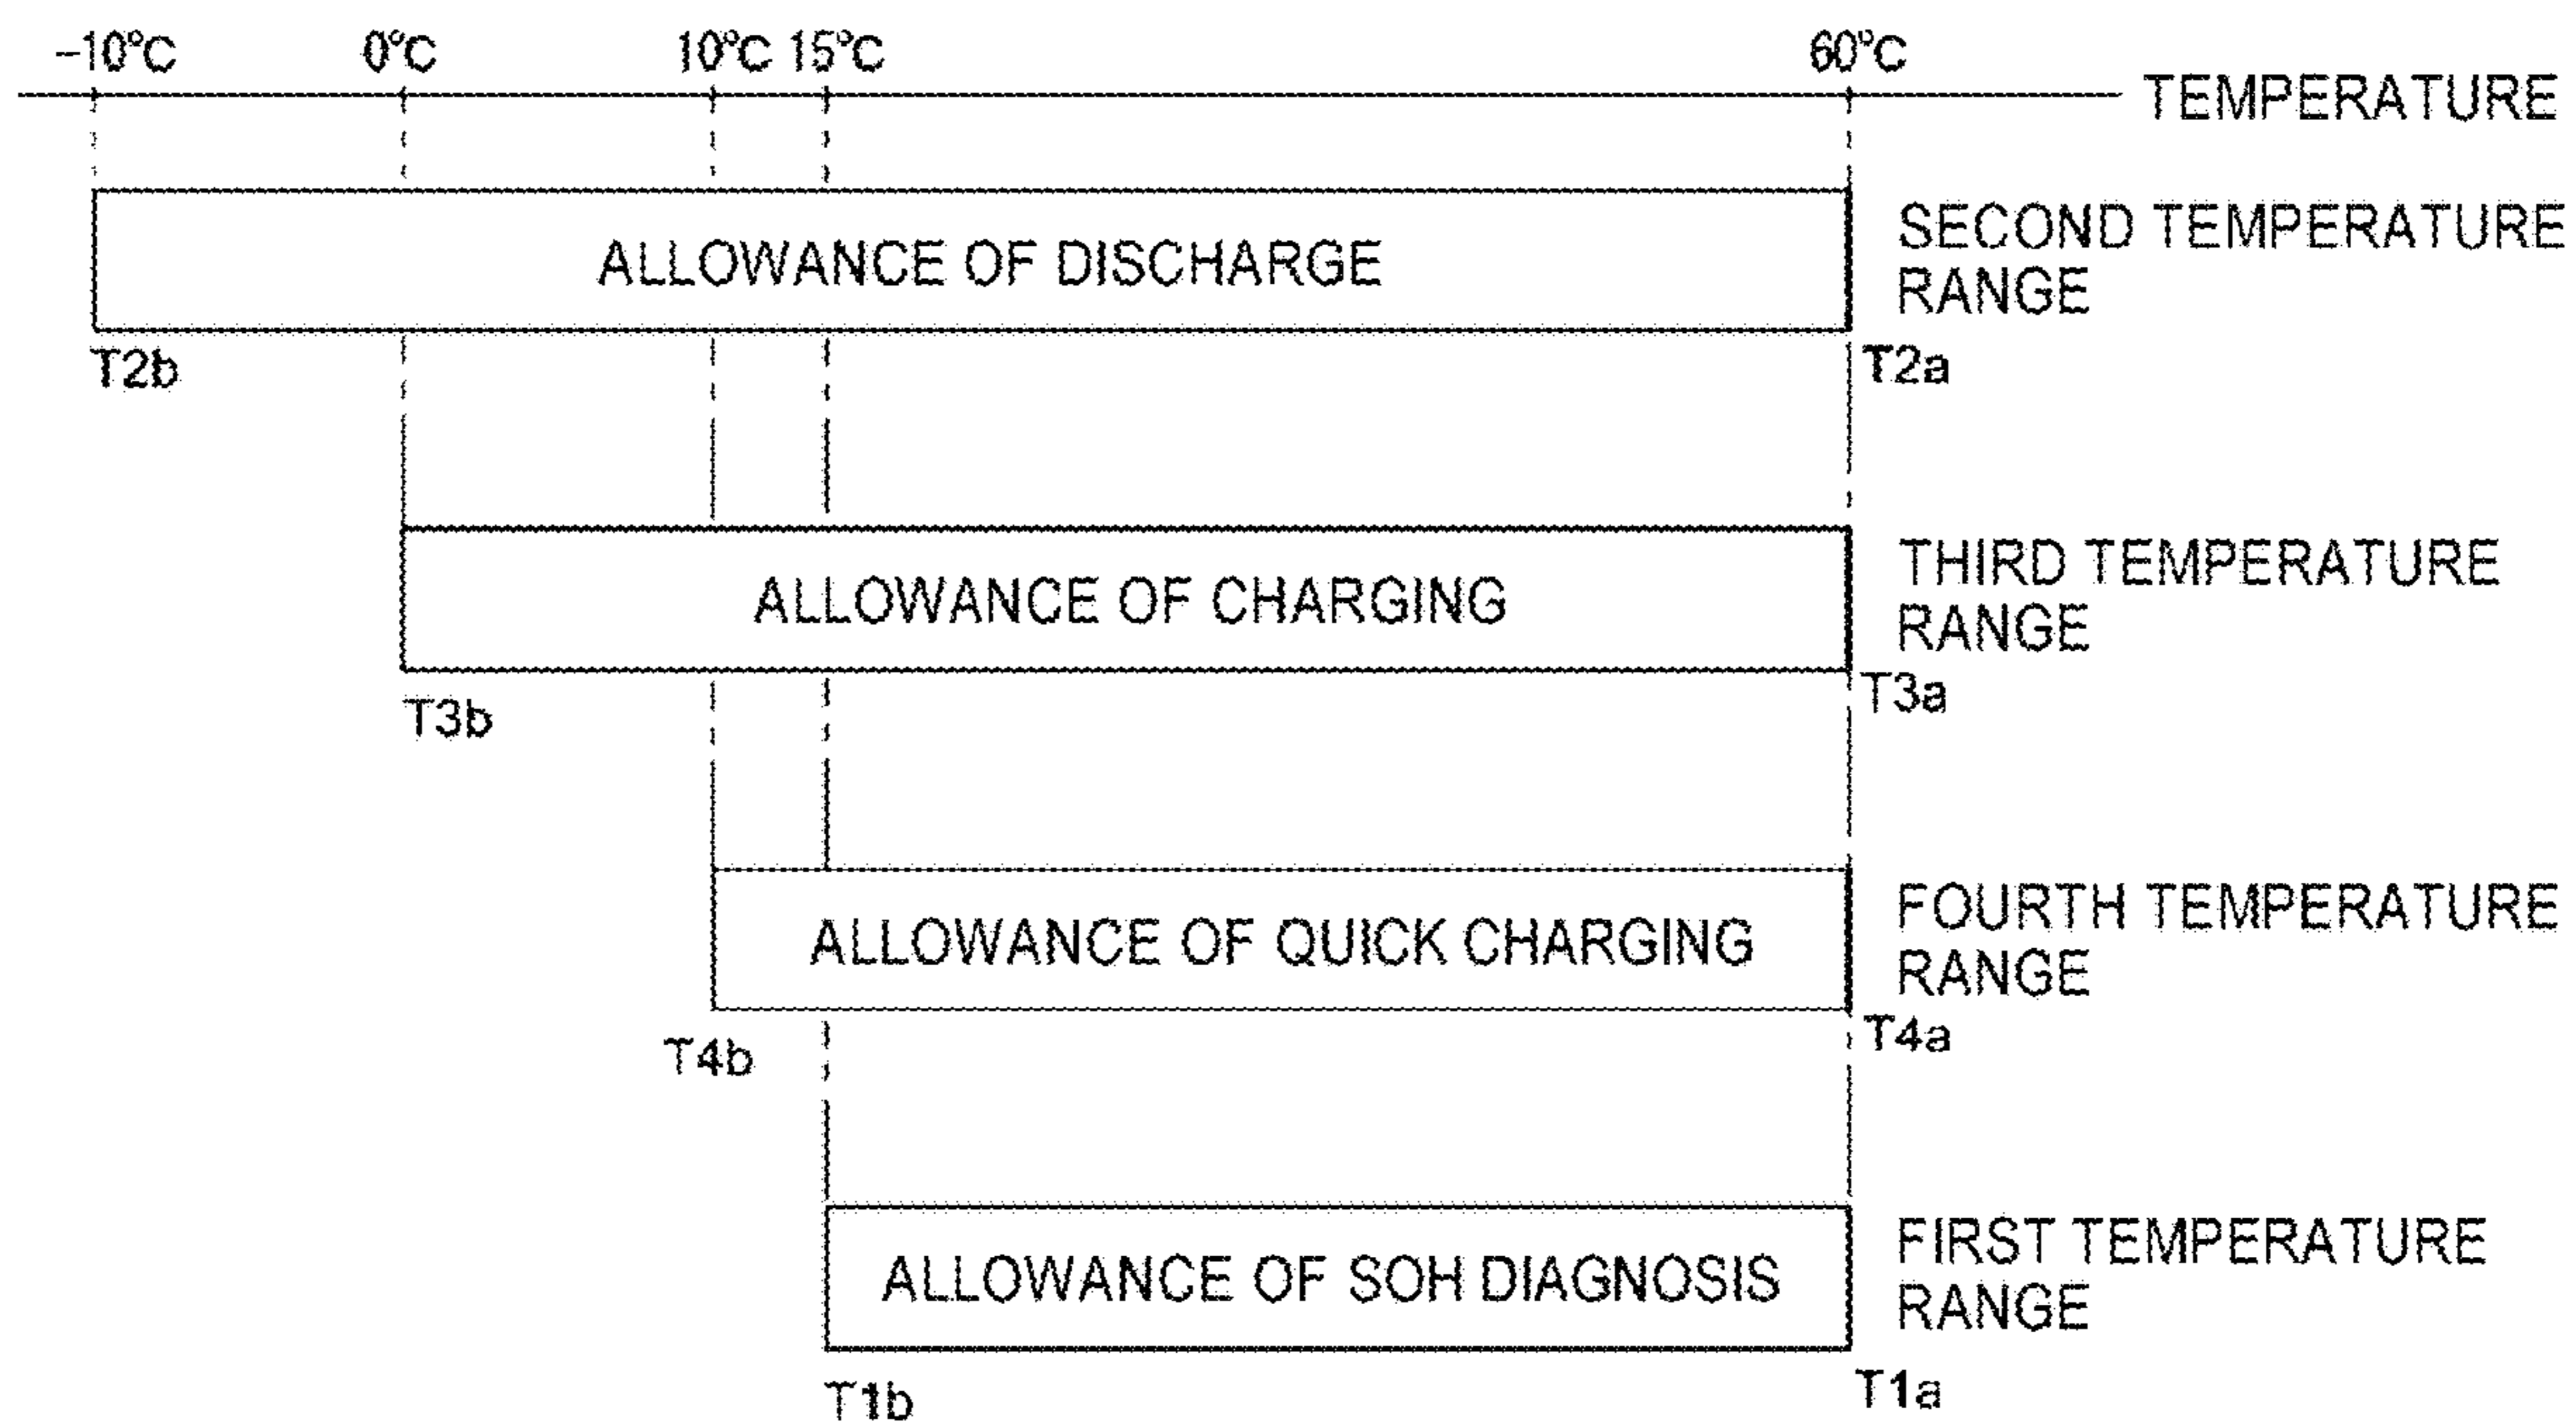 –10°C 0°C 10°C 15°C 60°C
TEMPERATURE
ALLOWANCE OF DISCHARGE
SECOND TEMPERATURE
RANGE
T2b T2a
ALLOWANCE OF CHARGING
THIRD TEMPERATURE
RANGE
T3b T3a
ALLOWANCE OF QUICK CHARGING
FOURTH TEMPERATURE
RANGE
T4b T4a
ALLOWANCE OF SOH DIAGNOSIS
FIRST TEMPERATURE
RANGE
T1b T1a